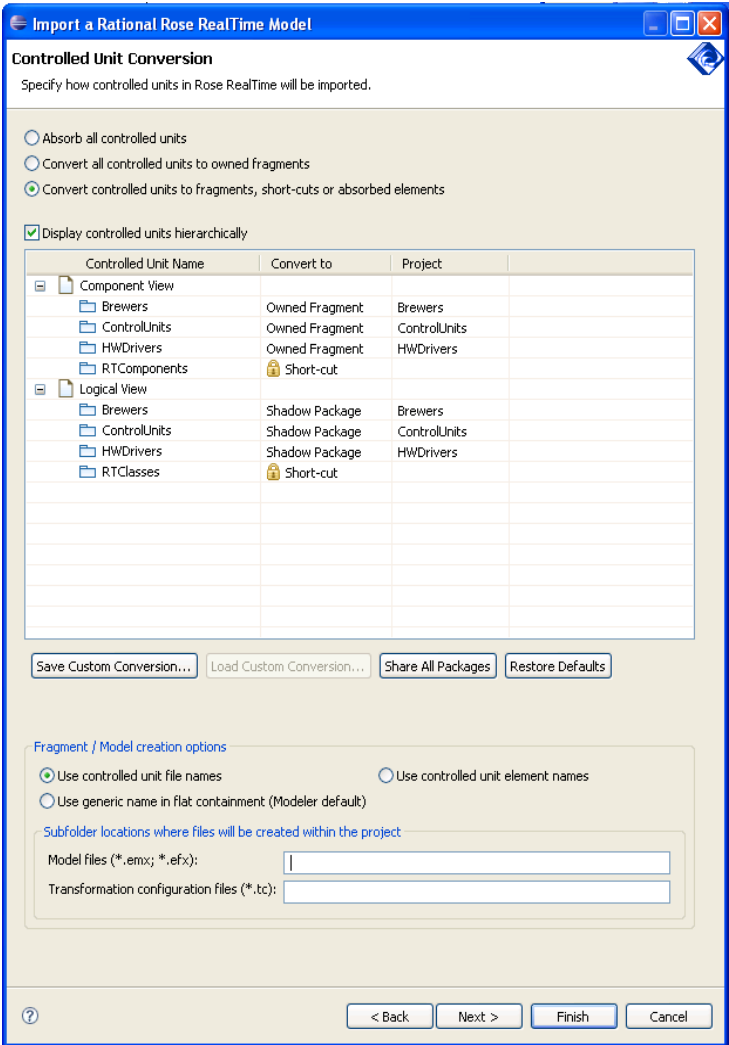 Import a Rational Rose RealTime Model
Controlled Unit Conversion
Specify how controlled units in Rose RealTime will be imported.
Absorb all controlled units
Convert all controlled units to owned fragments
Convert controlled units to fragments, short-cuts or absorbed elements
Display controlled units hierarchically
Controlled Unit Name Convert to Project
Component View
Brewers Owned Fragment Brewers
ControlUnits Owned Fragment ControlUnits
HWDrivers Owned Fragment HWDrivers
RTComponents Short-cut
Logical View
Brewers Shadow Package Brewers
ControlUnits Shadow Package ControlUnits
HWDrivers Shadow Package HWDrivers
RTClasses Short-cut
Save Custom Conversion... Load Custom Conversion... Share All Packages Restore Defaults
Fragment / Model creation options
Use controlled unit file names Use controlled unit element names
Use generic name in flat containment (Modeler default)
Subfolder locations where files will be created within the project
Model files (*.emx; *.efx):
Transformation configuration files (*.tc):
? < Back Next > Finish Cancel